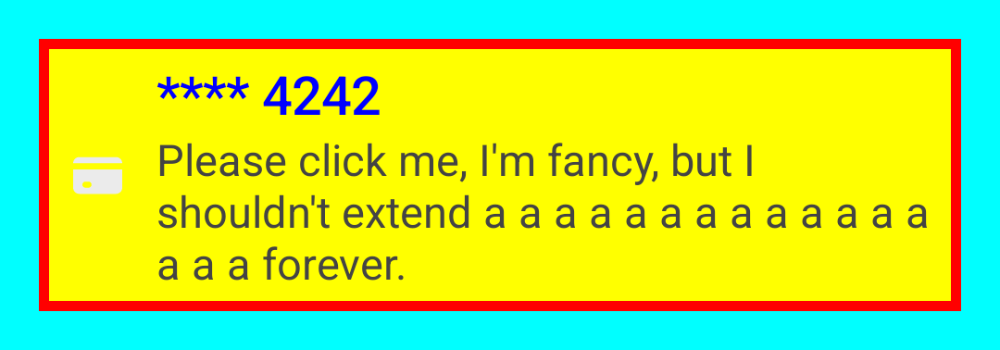 **** 4242
Please click me, I'm fancy, but I
shouldn't extend a a a a a a a a a a a a a a
a a a forever.